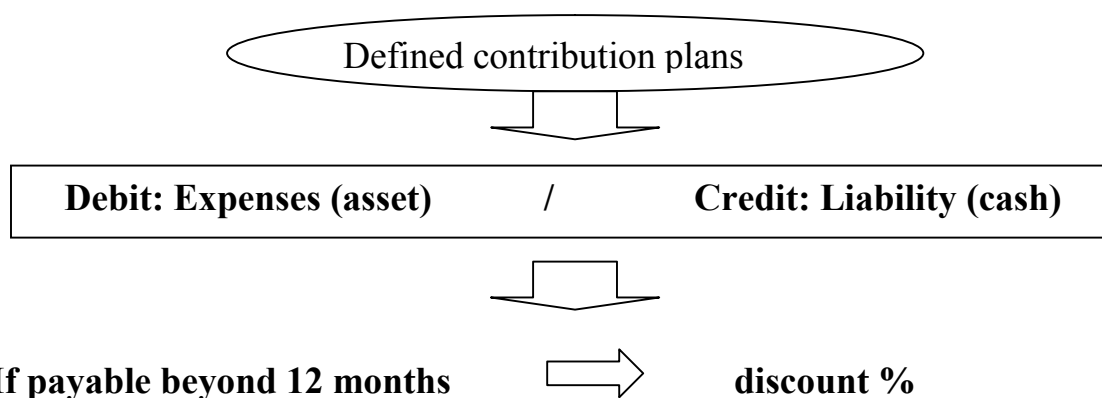 Defined contribution plans
Debit: Expenses (asset) / Credit: Liability (cash)
If payable beyond 12 months discount %